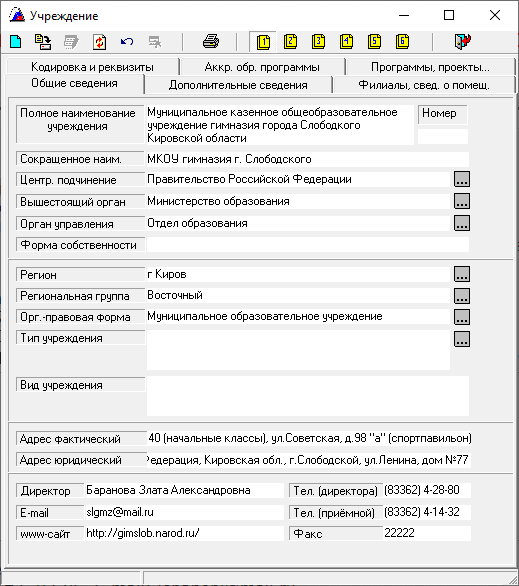 Учреждение
1 2 3 4 5 6
Кодировка и реквизиты Аккр. обр. программы Программы, проекты...
Общие сведения Дополнительные сведения Филиалы, свед. о помещ.
Полное наименование
учреждения
Муниципальное казенное общеобразовательное
учреждение гимназия города Слободкого
Кировской области
Номер
Сокращенное наим. МКОУ гимназия г. Слободского
Центр. подчинение Правительство Российской Федерации ...
Вышестоящий орган Министерство образования ...
Орган управления Отдел образования ...
Форма собственности
Регион г Киров ...
Региональная группа Восточный ...
Орг.-правовая форма Муниципальное образовательное учреждение ...
Тип учреждения ...
Вид учреждения
Адрес фактический 40 (начальные классы), ул.Советская, д.98 "а" (спортпавильон)
Адрес юридический Федерация, Кировская обл., г.Слободской, ул.Ленина, дом №77
Директор Баранова Злата Александровна Тел. (директора) (83362) 4-28-80
E-mail slgmz@mail.ru Тел. (приёмной) (83362) 4-14-32
www-сайт http://gimslob.narod.ru/ Факс 22222